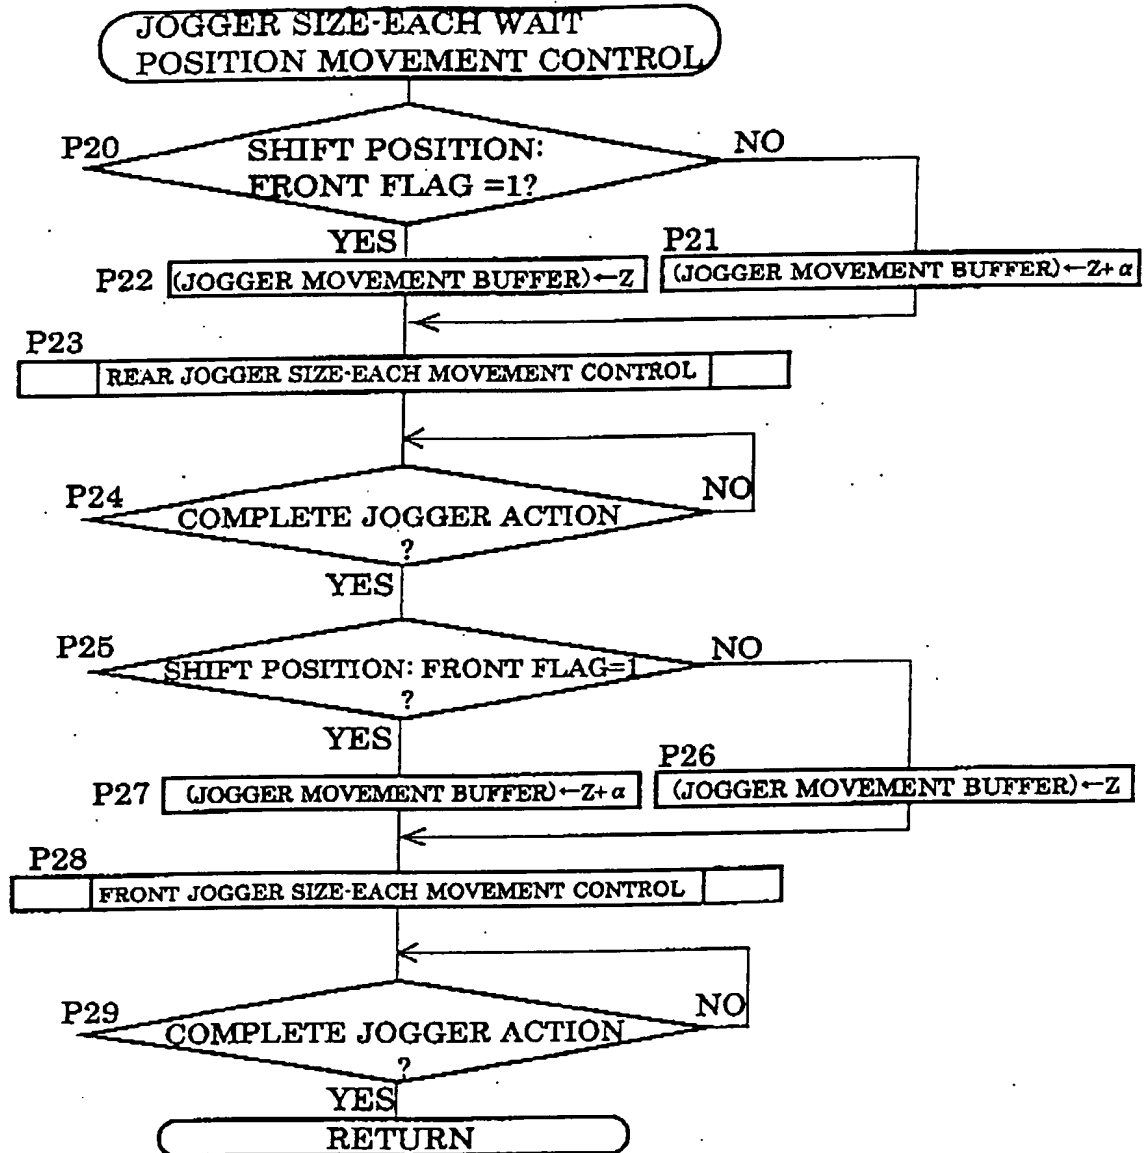 JOGGER SIZE-EACH WAIT
POSITION MOVEMENT CONTROL
P20
SHIFT POSITION:
FRONT FLAG =1?
NO
YES
P21
(JOGGER MOVEMENT BUFFER)←Z+α
P22
(JOGGER MOVEMENT BUFFER)←Z
P23
REAR JOGGER SIZE-EACH MOVEMENT CONTROL
P24
COMPLETE JOGGER ACTION
?
NO
YES
P25
SHIFT POSITION: FRONT FLAG=1
?
NO
YES
P26
(JOGGER MOVEMENT BUFFER)←Z
P27
(JOGGER MOVEMENT BUFFER)←Z+α
P28
FRONT JOGGER SIZE-EACH MOVEMENT CONTROL
P29
COMPLETE JOGGER ACTION
?
NO
YES
RETURN